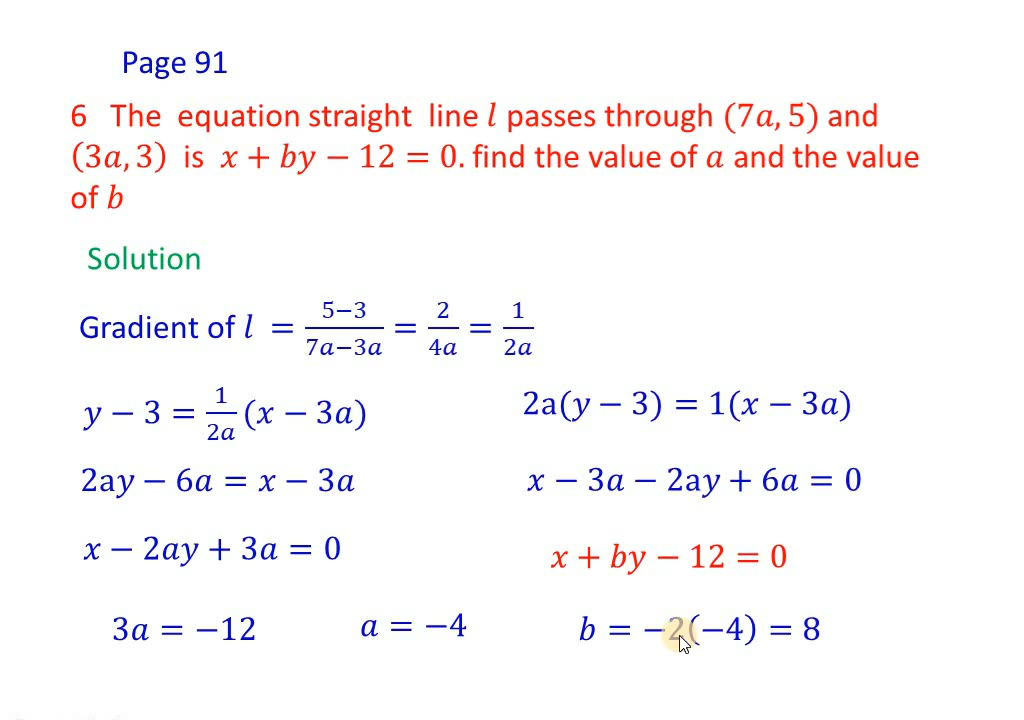 Page 91
6 The equation straight line l passes through (7a, 5) and
(3a, 3) is x + by − 12 = 0. find the value of a and the value
of b
Solution
Gradient of l = 5−3/7a−3a = 2/4a = 1/2a
y − 3 = 1/2a (x − 3a)
2a(y − 3) = 1(x − 3a)
2ay − 6a = x − 3a
x − 3a − 2ay + 6a = 0
x − 2ay + 3a = 0
x + by − 12 = 0
3a = −12
a = −4
b = −2(−4) = 8